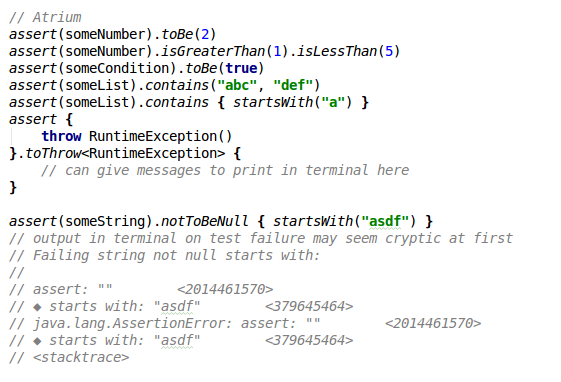 // Atrium
assert(someNumber).toBe(2)
assert(someNumber).isGreaterThan(1).isLessThan(5)
assert(someCondition).toBe(true)
assert(someList).contains("abc", "def")
assert(someList).contains { startsWith("a") }
assert {
    throw RuntimeException()
}.toThrow<RuntimeException> {
    // can give messages to print in terminal here
}

assert(someString).notToBeNull { startsWith("asdf") }
// output in terminal on test failure may seem cryptic at first
// Failing string not null starts with:
//
// assert: ""        <2014461570>
// ◆ starts with: "asdf"        <379645464>
// java.lang.AssertionError: assert: ""        <2014461570>
// ◆ starts with: "asdf"        <379645464>
// <stacktrace>